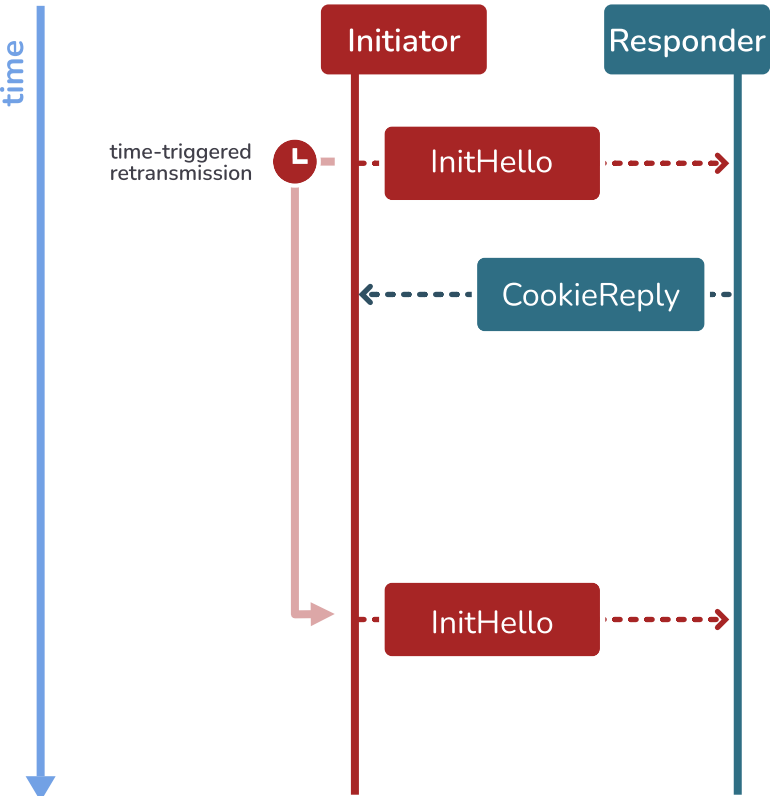 time
Initiator
Responder
time-triggered
retransmission
InitHello
CookieReply
InitHello